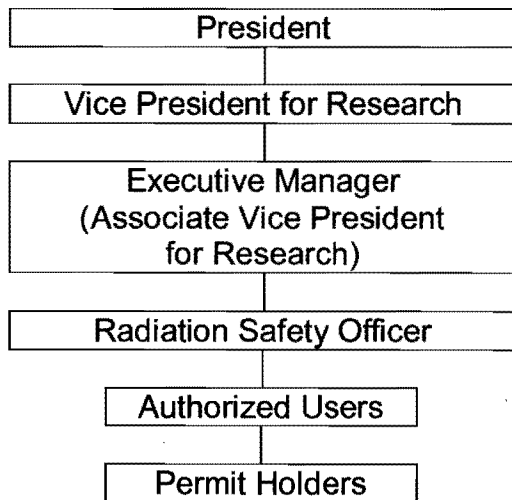 President
Vice President for Research
Executive Manager
(Associate Vice President
for Research)
Radiation Safety Officer
Authorized Users
Permit Holders